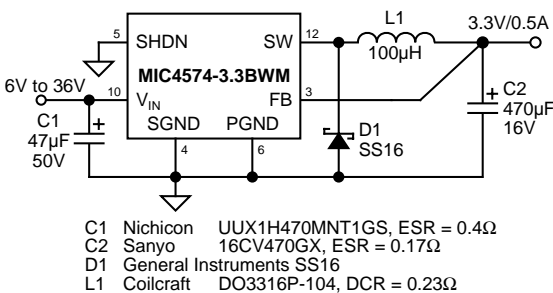 L1
3.3V/0.5A
5
SHDN
SW
12
100µH
MIC4574-3.3BWM
6V to 36V
10
VIN
FB
3
C2
470µF
16V
C1
47µF
50V
SGND
PGND
D1
SS16
4
6
C1 Nichicon UUX1H470MNT1GS, ESR = 0.4Ω
C2 Sanyo 16CV470GX, ESR = 0.17Ω
D1 General Instruments SS16
L1 Coilcraft DO3316P-104, DCR = 0.23Ω